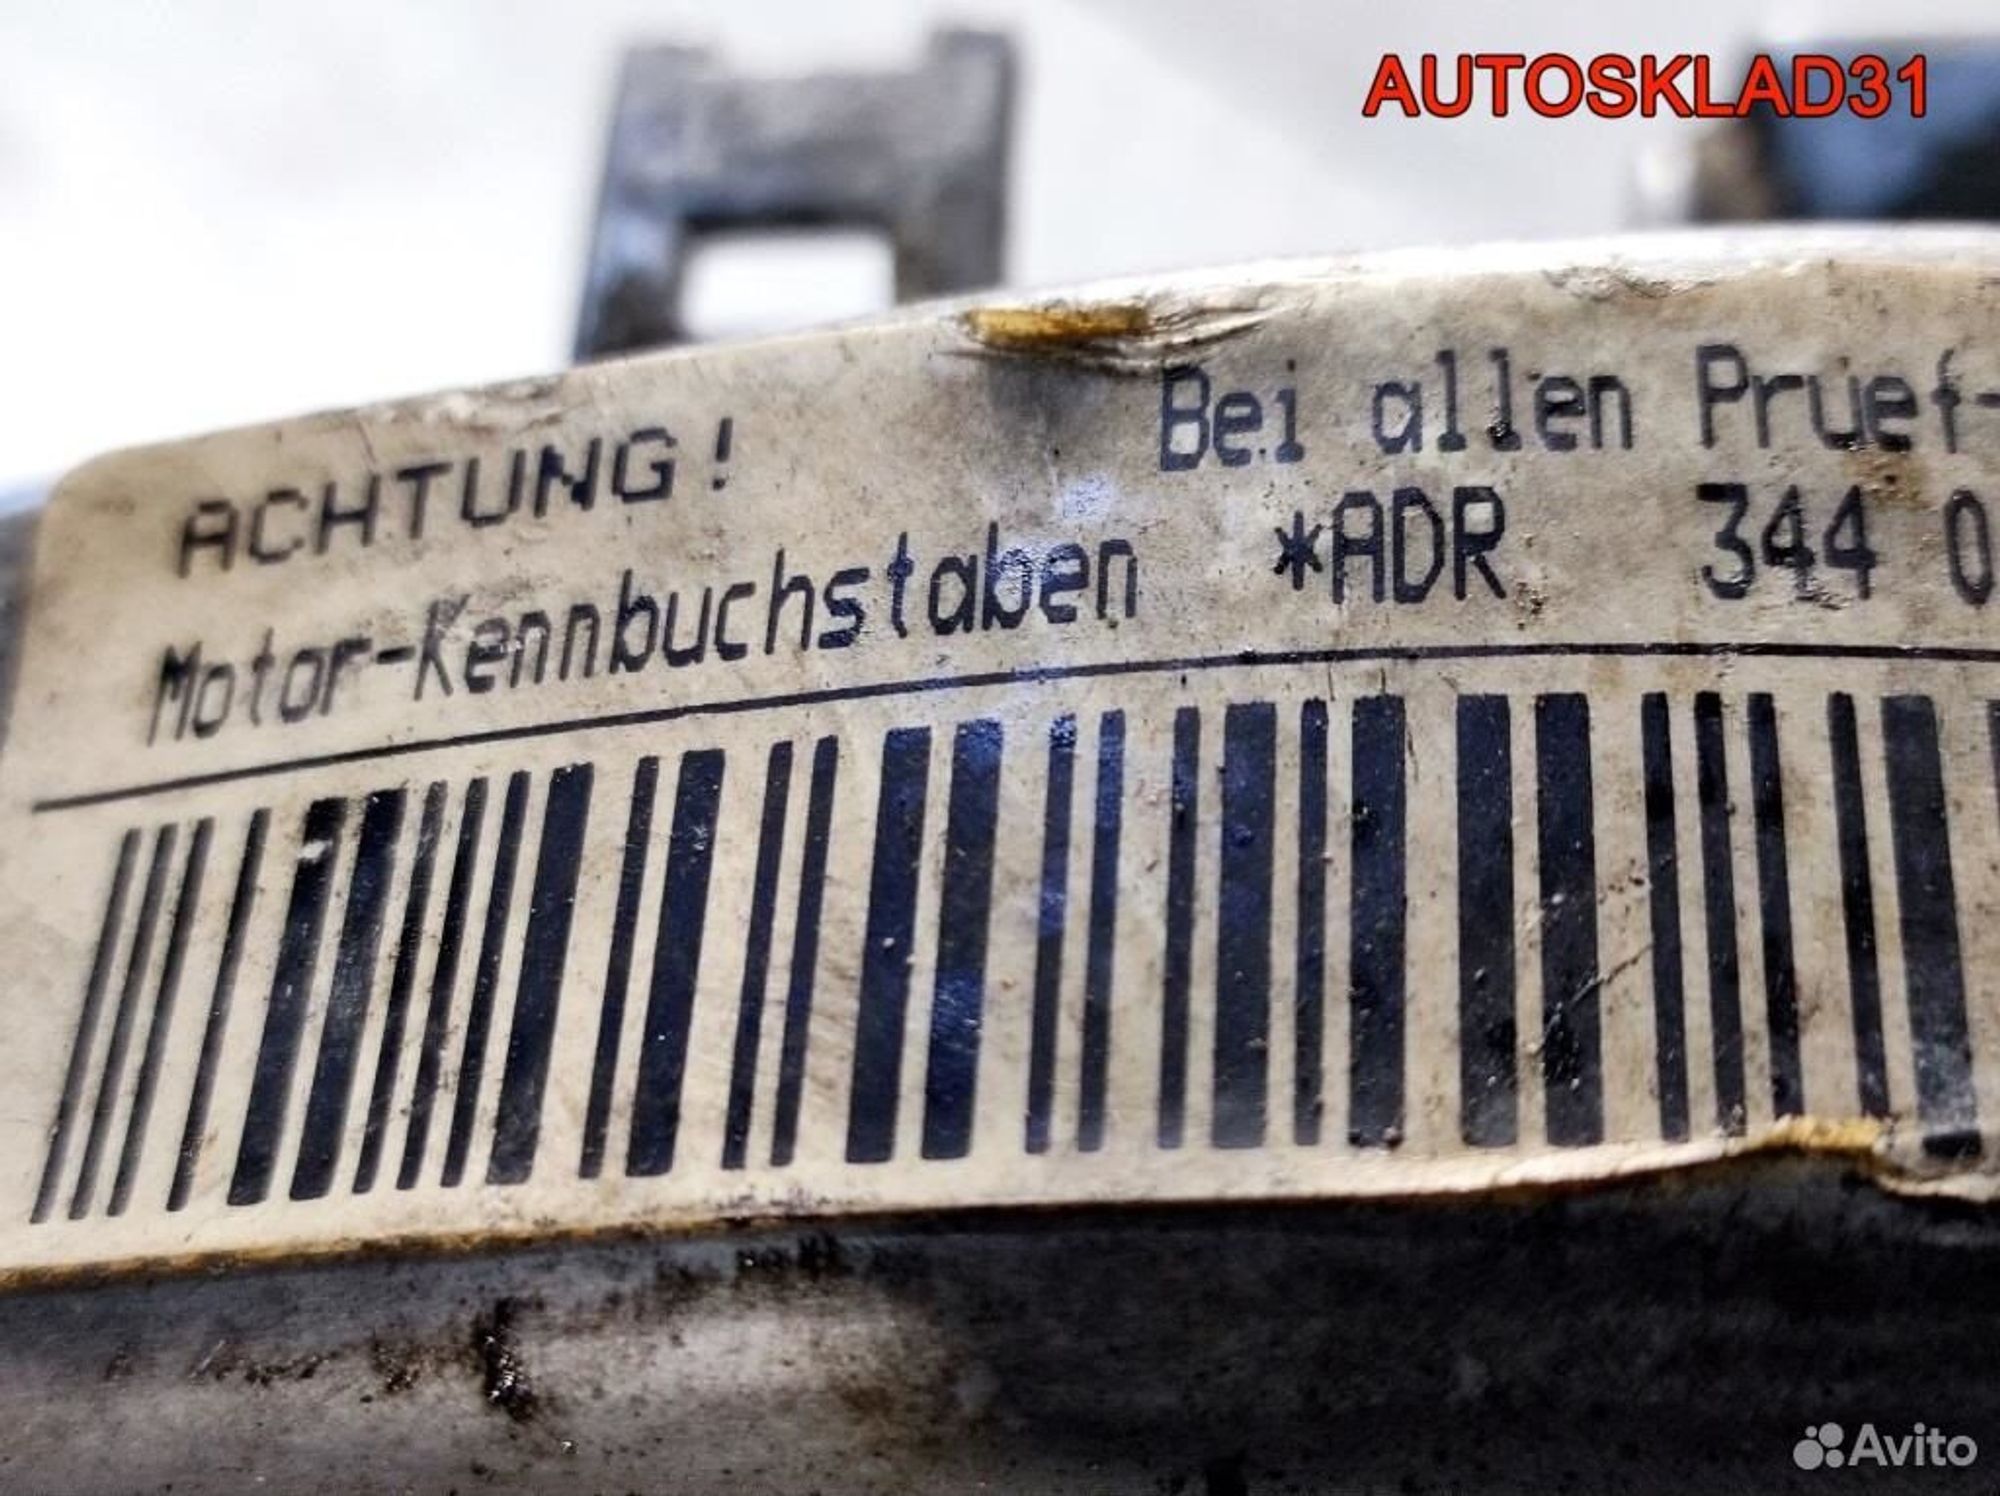 AUTOSKLAD31
ACHTUNG! Bei allen Pruef-
Motor-Kennbuchstaben *ADR 344 0
Avito